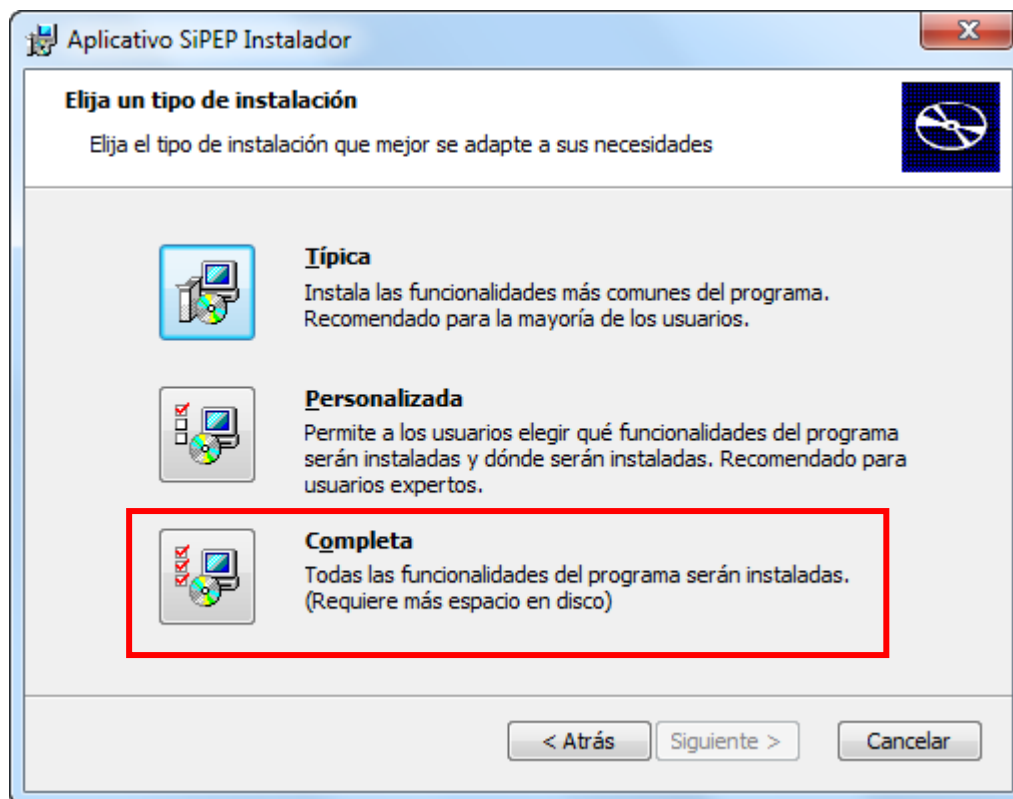 Aplicativo SiPEP Instalador
Elija un tipo de instalación
Elija el tipo de instalación que mejor se adapte a sus necesidades
Típica
Instala las funcionalidades más comunes del programa.
Recomendado para la mayoría de los usuarios.
Personalizada
Permite a los usuarios elegir qué funcionalidades del programa
serán instaladas y dónde serán instaladas. Recomendado para
usuarios expertos.
Completa
Todas las funcionalidades del programa serán instaladas.
(Requiere más espacio en disco)
< Atrás
Siguiente >
Cancelar